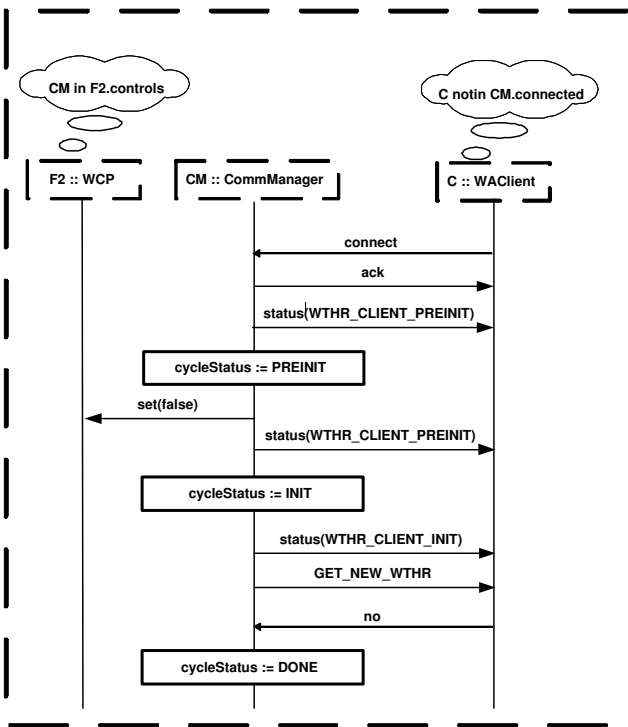 CM in F2.controls
C notin CM.connected
F2 :: WCP
CM :: CommManager
C :: WAClient
connect
ack
status(WTHR_CLIENT_PREINIT)
cycleStatus := PREINIT
set(false)
status(WTHR_CLIENT_PREINIT)
cycleStatus := INIT
status(WTHR_CLIENT_INIT)
GET_NEW_WTHR
no
cycleStatus := DONE